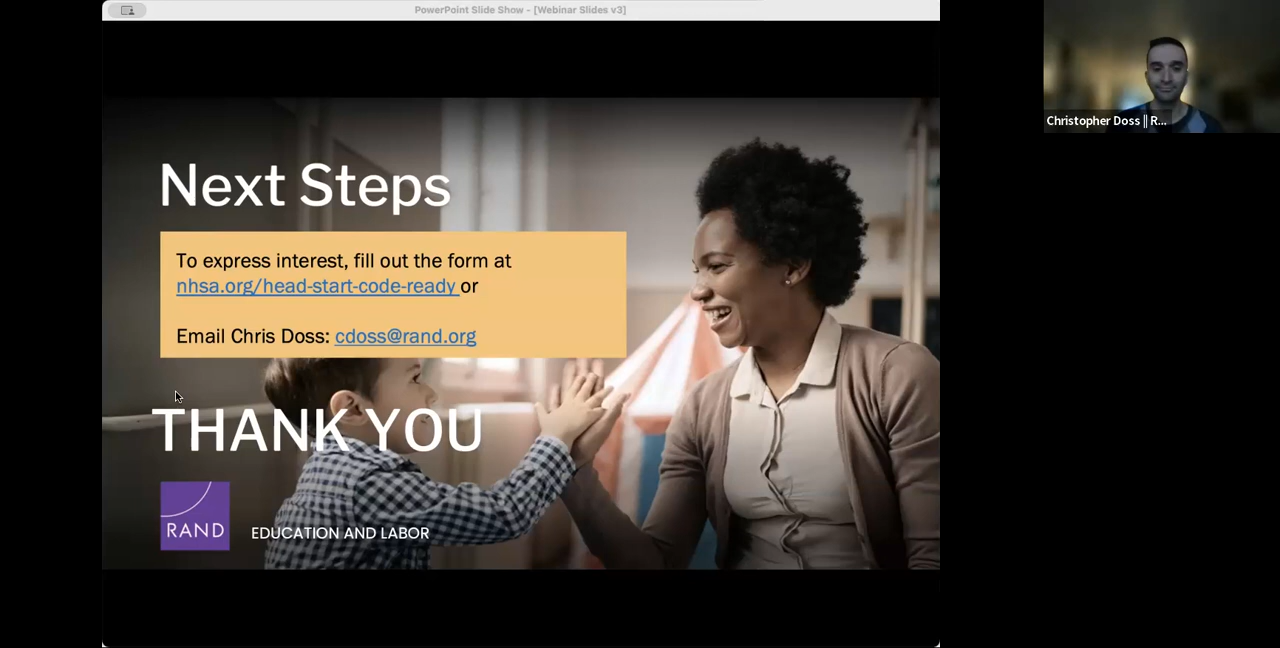 PowerPoint Slide Show - [Webinar Slides v3]
Christopher Doss || R...
Next Steps
To express interest, fill out the form at
nhsa.org/head-start-code-ready or
Email Chris Doss: cdoss@rand.org
THANK YOU
RAND
EDUCATION AND LABOR